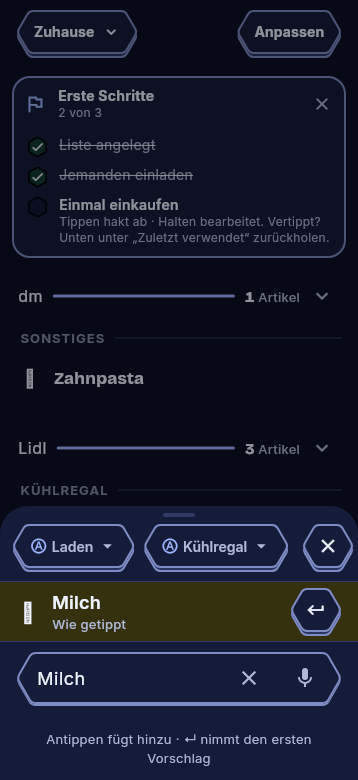 Zuhause
Anpassen
Erste Schritte
2 von 3
Liste angelegt
Jemanden einladen
Einmal einkaufen
Tippen hakt ab · Halten bearbeitet. Vertippt?
Unten unter „Zuletzt verwendet“ zurückholen.
dm
1 Artikel
SONSTIGES
Zahnpasta
Lidl
3 Artikel
KÜHLREGAL
A Laden
A Kühlregal
Milch
Wie getippt
Milch
Antippen fügt hinzu · ↵ nimmt den ersten
Vorschlag